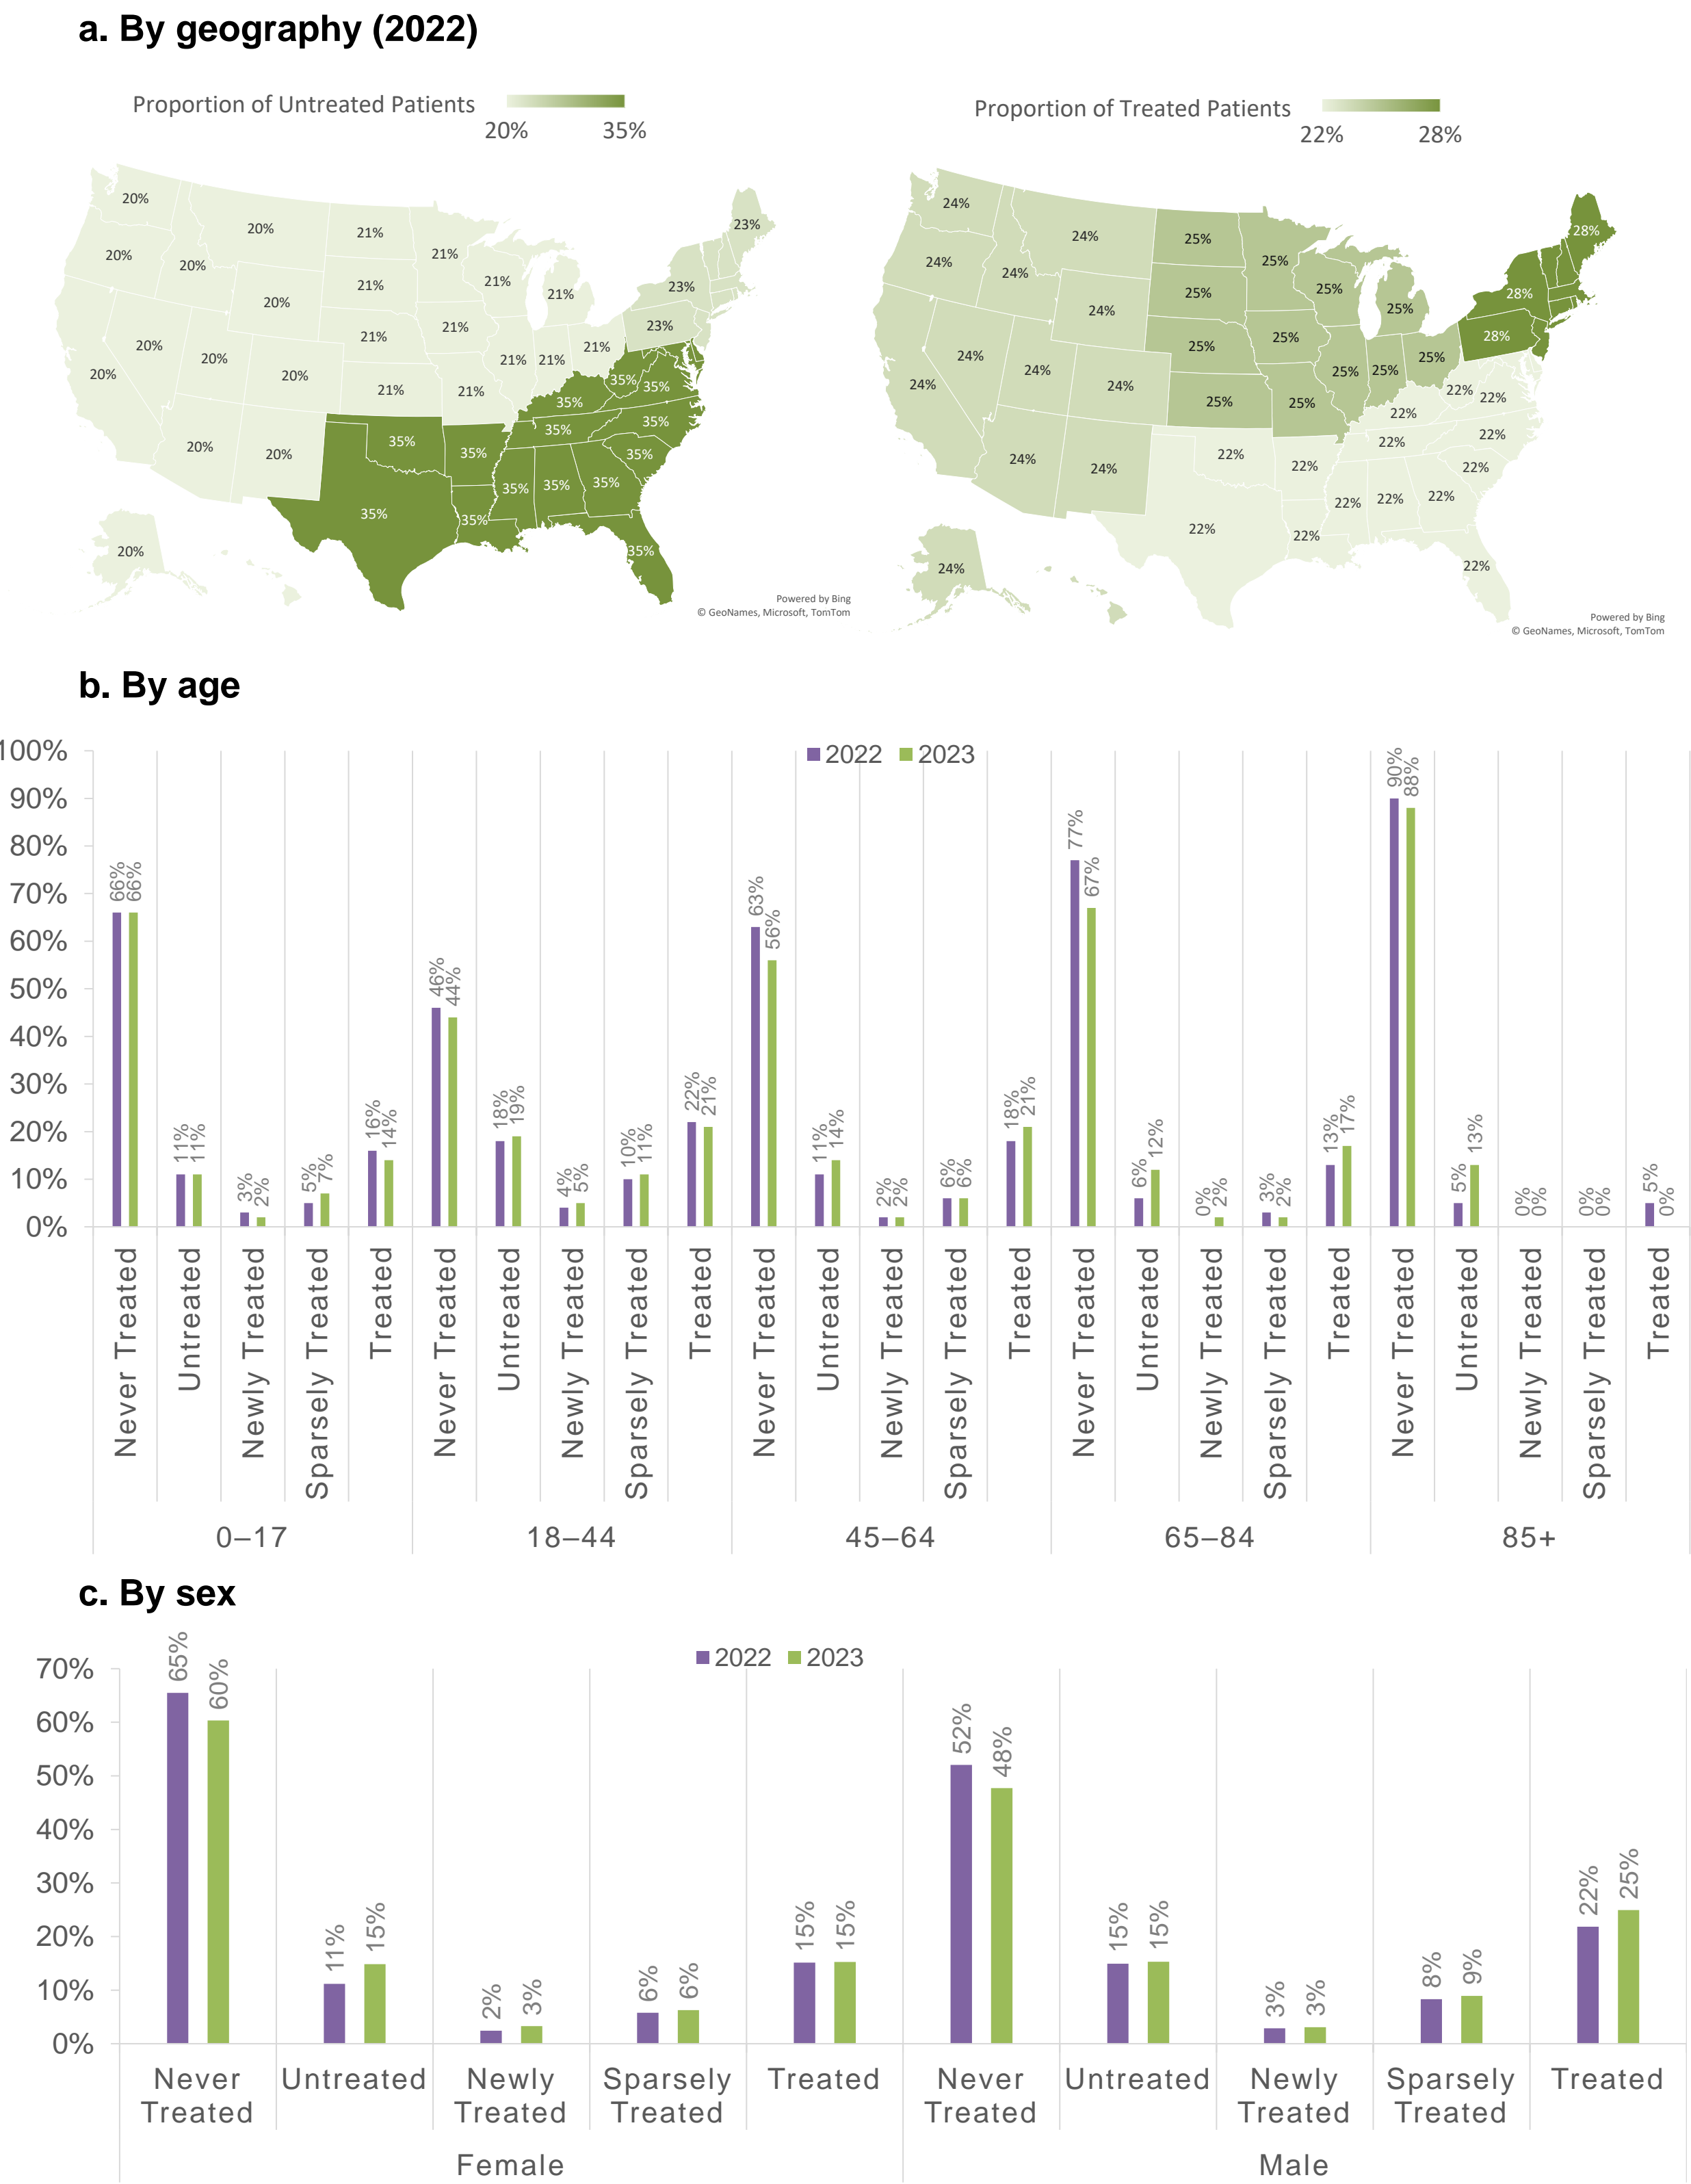 a. By geography (2022)
Proportion of Untreated Patients
20% 35%
20%
20%
20%
20%
20%
20%
20%
20%
20%
20%
20%
20%
20%
21%
21%
21%
21%
21%
21%
21%
21%
21%
21%
21%
21%
23%
23%
23%
35%
35%
35%
35%
35%
35%
35%
35%
35%
35%
35%
35%
35%
35%
Powered by Bing
© GeoNames, Microsoft, TomTom
Proportion of Treated Patients
22% 28%
24%
24%
24%
24%
24%
24%
24%
24%
24%
24%
24%
24%
25%
25%
25%
25%
25%
25%
25%
25%
25%
25%
25%
25%
28%
28%
28%
22%
22%
22%
22%
22%
22%
22%
22%
22%
22%
22%
22%
22%
22%
Powered by Bing
© GeoNames, Microsoft, TomTom
b. By age
2022 2023
100%
90%
80%
70%
60%
50%
40%
30%
20%
10%
0%
66% 66%
11% 11%
3% 2%
5% 7%
16% 14%
46% 44%
18% 19%
4% 5%
10% 11%
22% 21%
63% 56%
11% 14%
2% 2%
6% 6%
18% 21%
77% 67%
6% 12%
0% 2%
3% 2%
13% 17%
90% 88%
5% 13%
0% 0%
0% 0%
5% 0%
Never Treated
Untreated
Newly Treated
Sparsely Treated
Treated
Never Treated
Untreated
Newly Treated
Sparsely Treated
Treated
Never Treated
Untreated
Newly Treated
Sparsely Treated
Treated
Never Treated
Untreated
Newly Treated
Sparsely Treated
Treated
Never Treated
Untreated
Newly Treated
Sparsely Treated
Treated
0–17 18–44 45–64 65–84 85+
c. By sex
2022 2023
70%
60%
50%
40%
30%
20%
10%
0%
65% 60%
11% 15%
2% 3%
6% 6%
15% 15%
52% 48%
15% 15%
3% 3%
8% 9%
22% 25%
Never
Treated
Untreated
Newly
Treated
Sparsely
Treated
Treated
Never
Treated
Untreated
Newly
Treated
Sparsely
Treated
Treated
Female Male